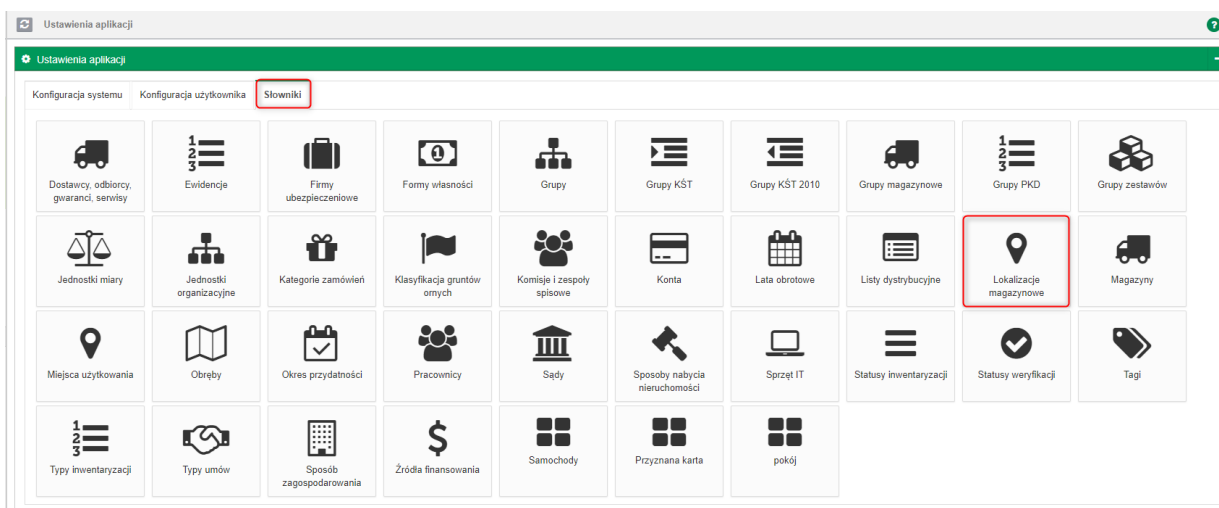 Ustawienia aplikacji
Ustawienia aplikacji
Konfiguracja systemu Konfiguracja użytkownika Słowniki
Dostawcy, odbiorcy,
gwaranci, serwisy
Ewidencje
Firmy
ubezpieczeniowe
Formy własności
Grupy
Grupy KŚT
Grupy KŚT 2010
Grupy magazynowe
Grupy PKD
Grupy zestawów
Jednostki miary
Jednostki
organizacyjne
Kategorie zamówień
Klasyfikacja gruntów
ornych
Komisje i zespoły
spisowe
Konta
Lata obrotowe
Listy dystrybucyjne
Lokalizacje
magazynowe
Magazyny
Miejsca użytkowania
Obręby
Okres przydatności
Pracownicy
Sądy
Sposoby nabycia
nieruchomości
Sprzęt IT
Statusy inwentaryzacji
Statusy weryfikacji
Tagi
Typy inwentaryzacji
Typy umów
Sposób
zagospodarowania
Źródła finansowania
Samochody
Przyznana karta
pokój